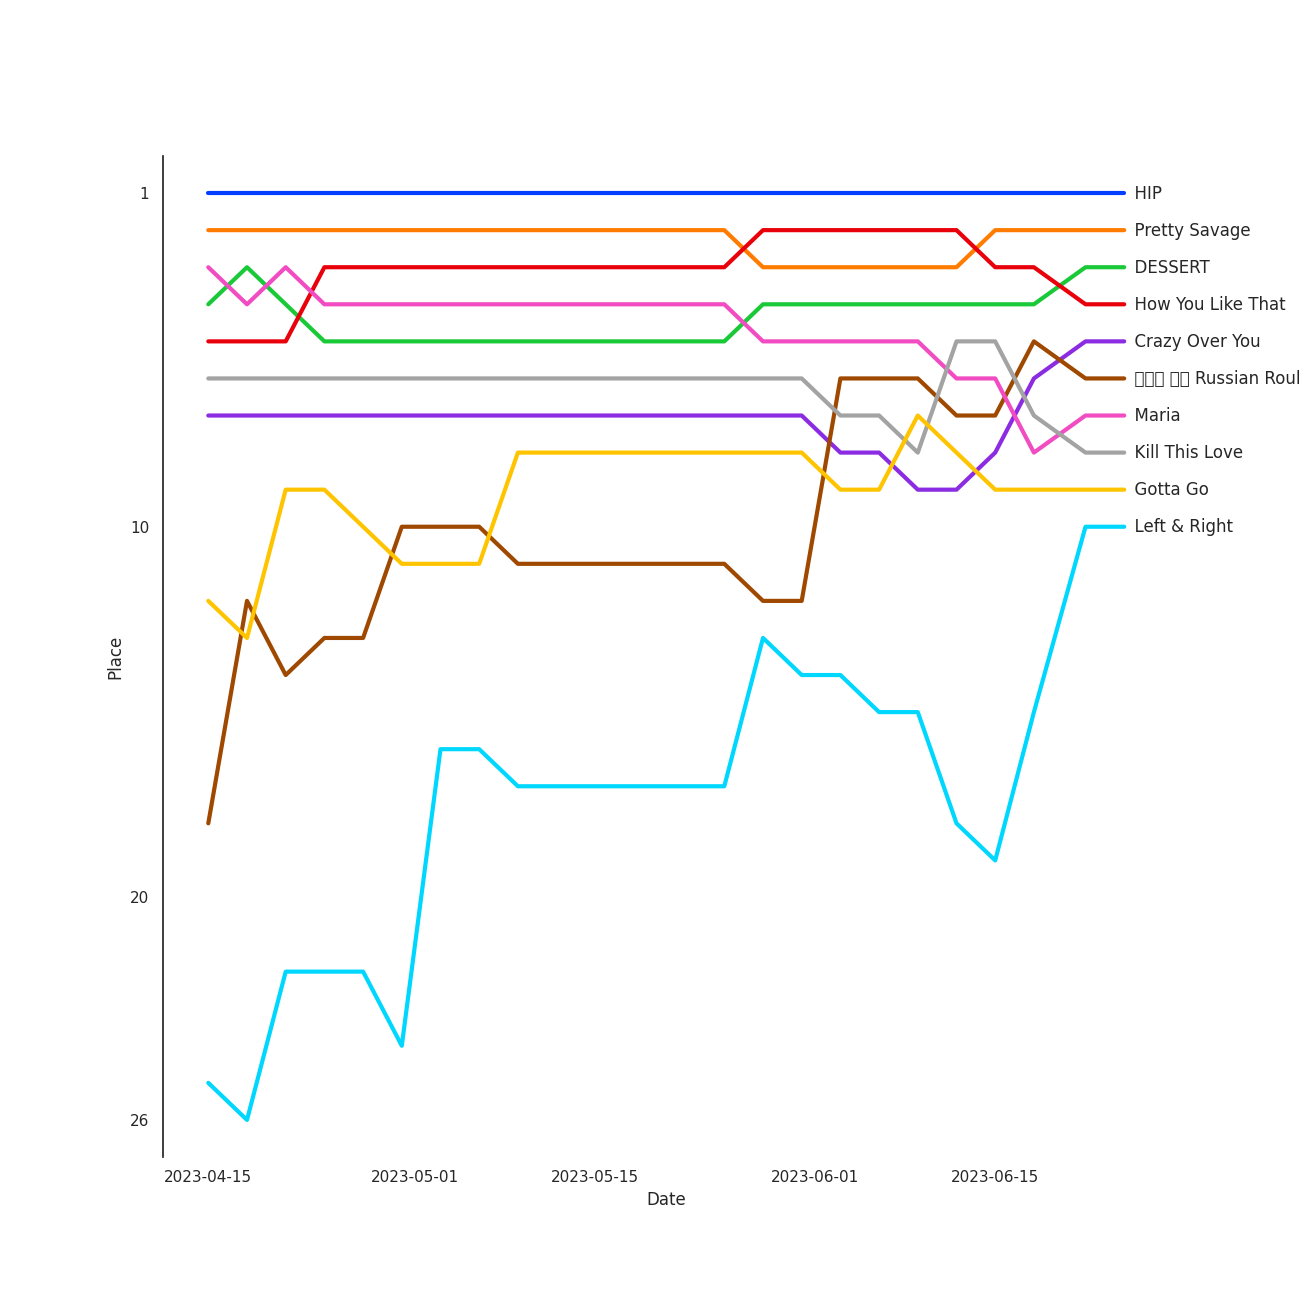 1
10
20
26
Place
2023-04-15
2023-05-01
2023-05-15
2023-06-01
2023-06-15
Date
HIP
Pretty Savage
DESSERT
How You Like That
Crazy Over You
Russian Roul
Maria
Kill This Love
Gotta Go
Left & Right